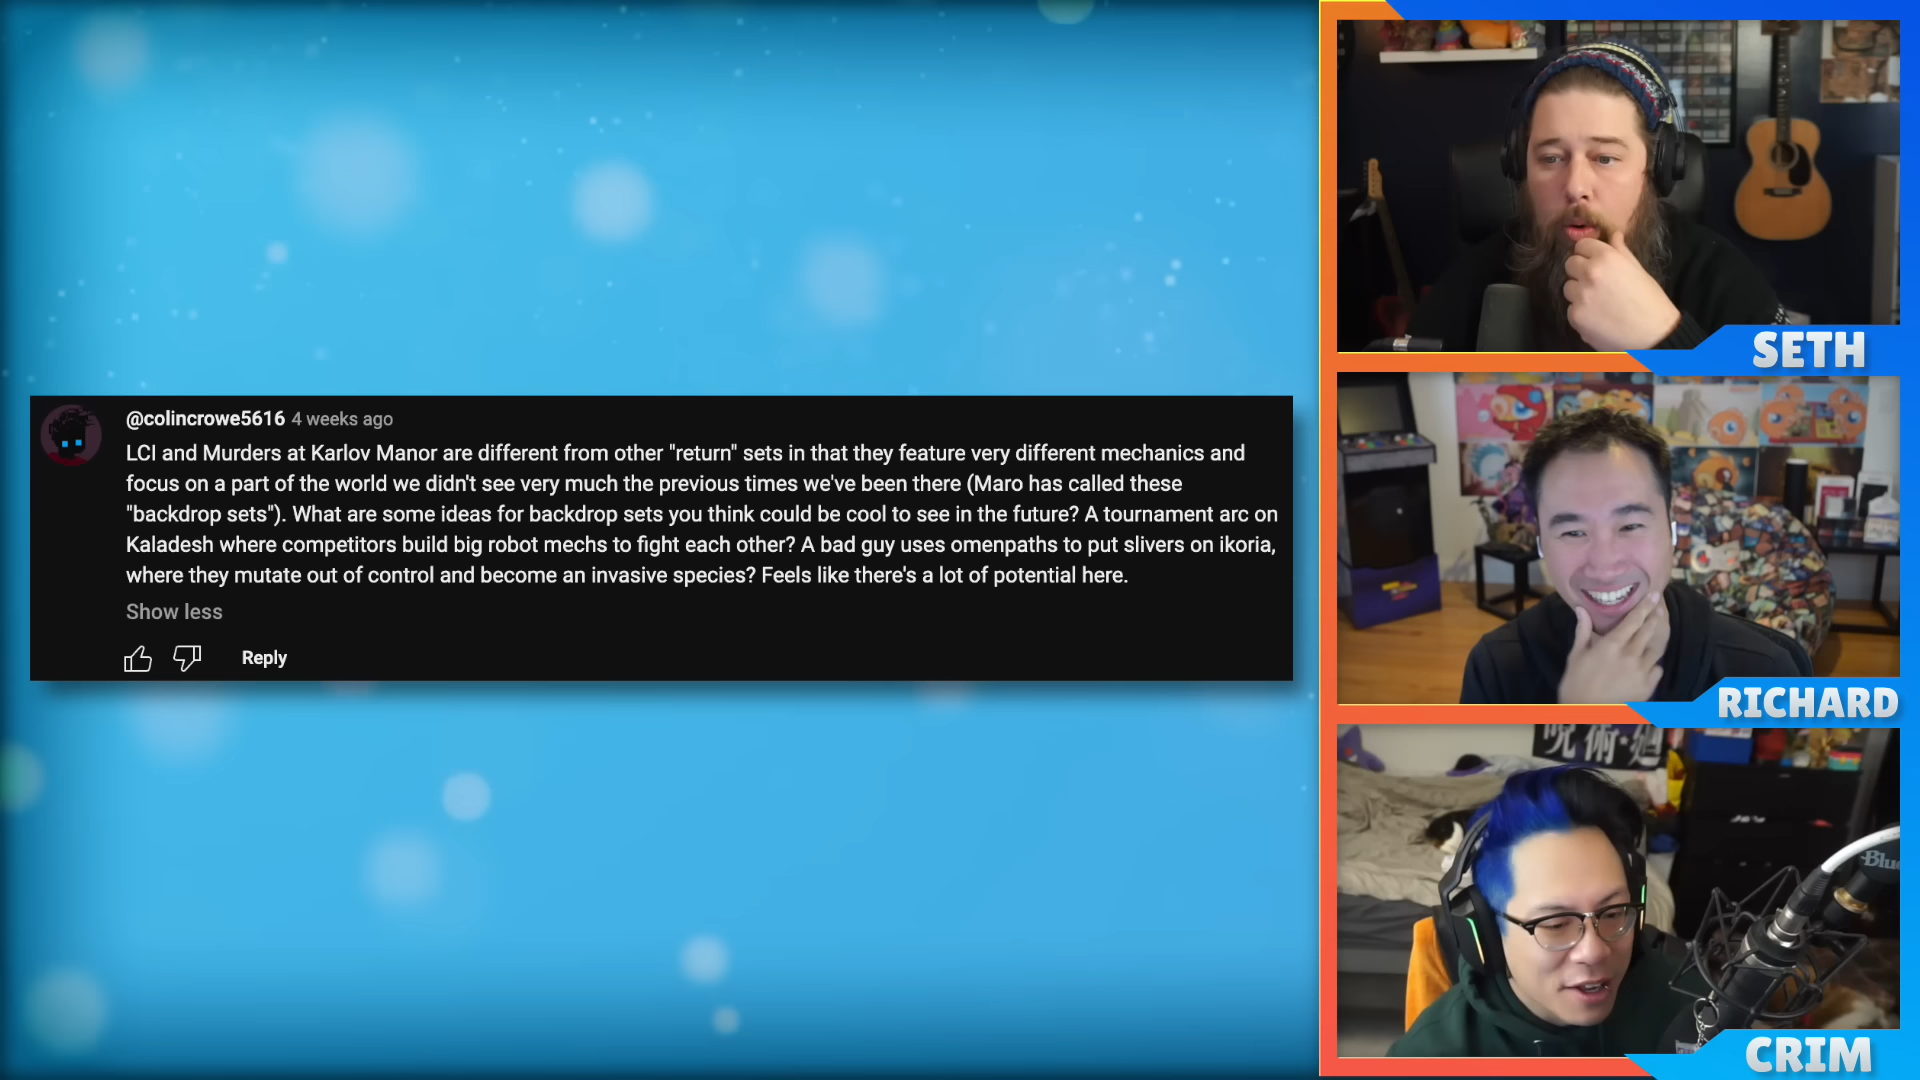 @colincrowe5616 4 weeks ago
LCI and Murders at Karlov Manor are different from other "return" sets in that they feature very different mechanics and
focus on a part of the world we didn't see very much the previous times we've been there (Maro has called these
"backdrop sets"). What are some ideas for backdrop sets you think could be cool to see in the future? A tournament arc on
Kaladesh where competitors build big robot mechs to fight each other? A bad guy uses omenpaths to put slivers on ikoria,
where they mutate out of control and become an invasive species? Feels like there's a lot of potential here.
Show less
Reply
SETH
RICHARD
呪術廻
Blue
CRIM